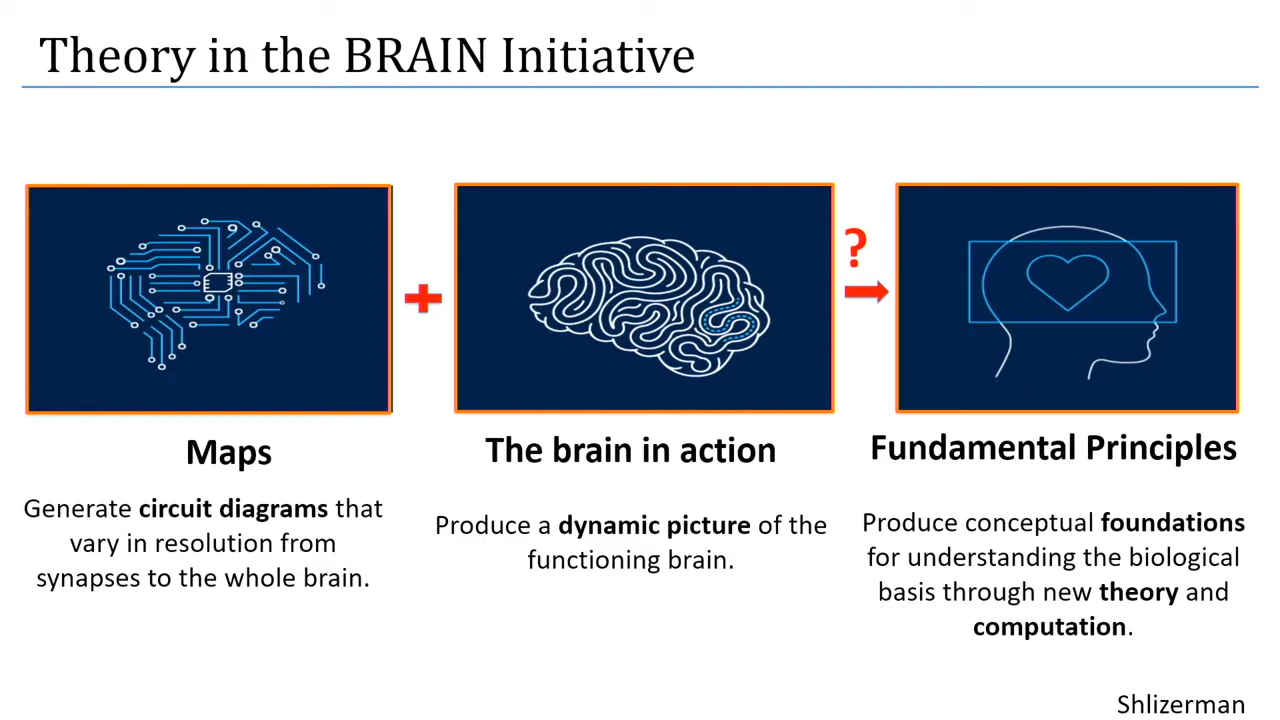 Theory in the BRAIN Initiative
+
?
Maps
Generate circuit diagrams that
vary in resolution from
synapses to the whole brain.
The brain in action
Produce a dynamic picture of the
functioning brain.
Fundamental Principles
Produce conceptual foundations
for understanding the biological
basis through new theory and
computation.
Shlizerman